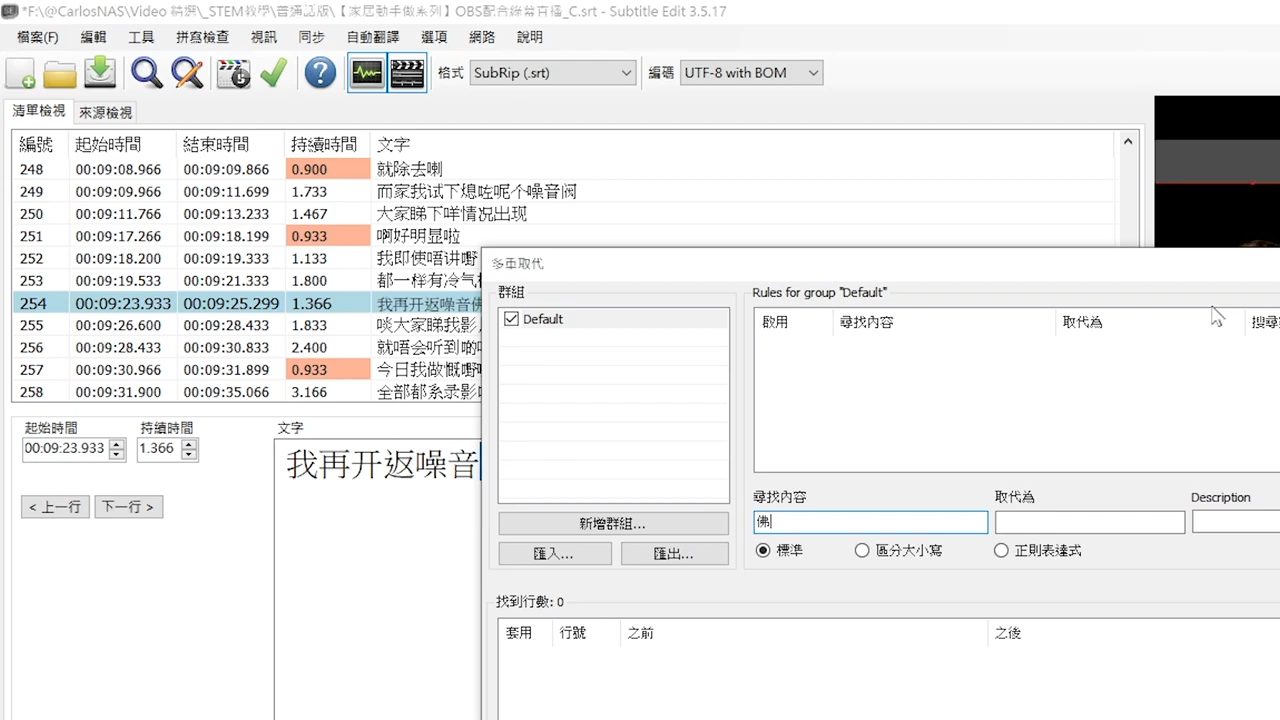 *F:\@CarlosNAS\Video 精選\_STEM教學\普通話版\【家居動手做系列】OBS配合綠幕直播_C.srt - Subtitle Edit 3.5.17
檔案(F) 編輯 工具 拼寫檢查 視訊 同步 自動翻譯 選項 網路 說明
格式 SubRip (.srt) 編碼 UTF-8 with BOM
清單檢視 來源檢視
編號 起始時間 結束時間 持續時間 文字
248 00:09:08.966 00:09:09.866 0.900 就除去喇
249 00:09:09.966 00:09:11.699 1.733 而家我试下熄咗呢个噪音阀
250 00:09:11.766 00:09:13.233 1.467 大家睇下咩情况出现
251 00:09:17.266 00:09:18.199 0.933 啊好明显啦
252 00:09:18.200 00:09:19.333 1.133 我即使唔讲嘢
253 00:09:19.533 00:09:21.333 1.800 都一样有冷气
254 00:09:23.933 00:09:25.299 1.366 我再开返噪音佛
255 00:09:26.600 00:09:28.433 1.833 啖大家睇我影
256 00:09:28.433 00:09:30.833 2.400 就唔会听到啲
257 00:09:30.966 00:09:31.899 0.933 今日我做慨嘢
258 00:09:31.900 00:09:35.066 3.166 全部都系录影
起始時間 持續時間 文字
00:09:23.933 1.366 我再开返噪音
< 上一行 下一行 >
多重取代
群組 Rules for group "Default"
Default 啟用 尋找內容 取代為 搜尋
尋找內容 取代為 Description
新增群組... 佛
匯入... 匯出... 標準 區分大小寫 正則表達式
找到行數: 0
套用 行號 之前 之後